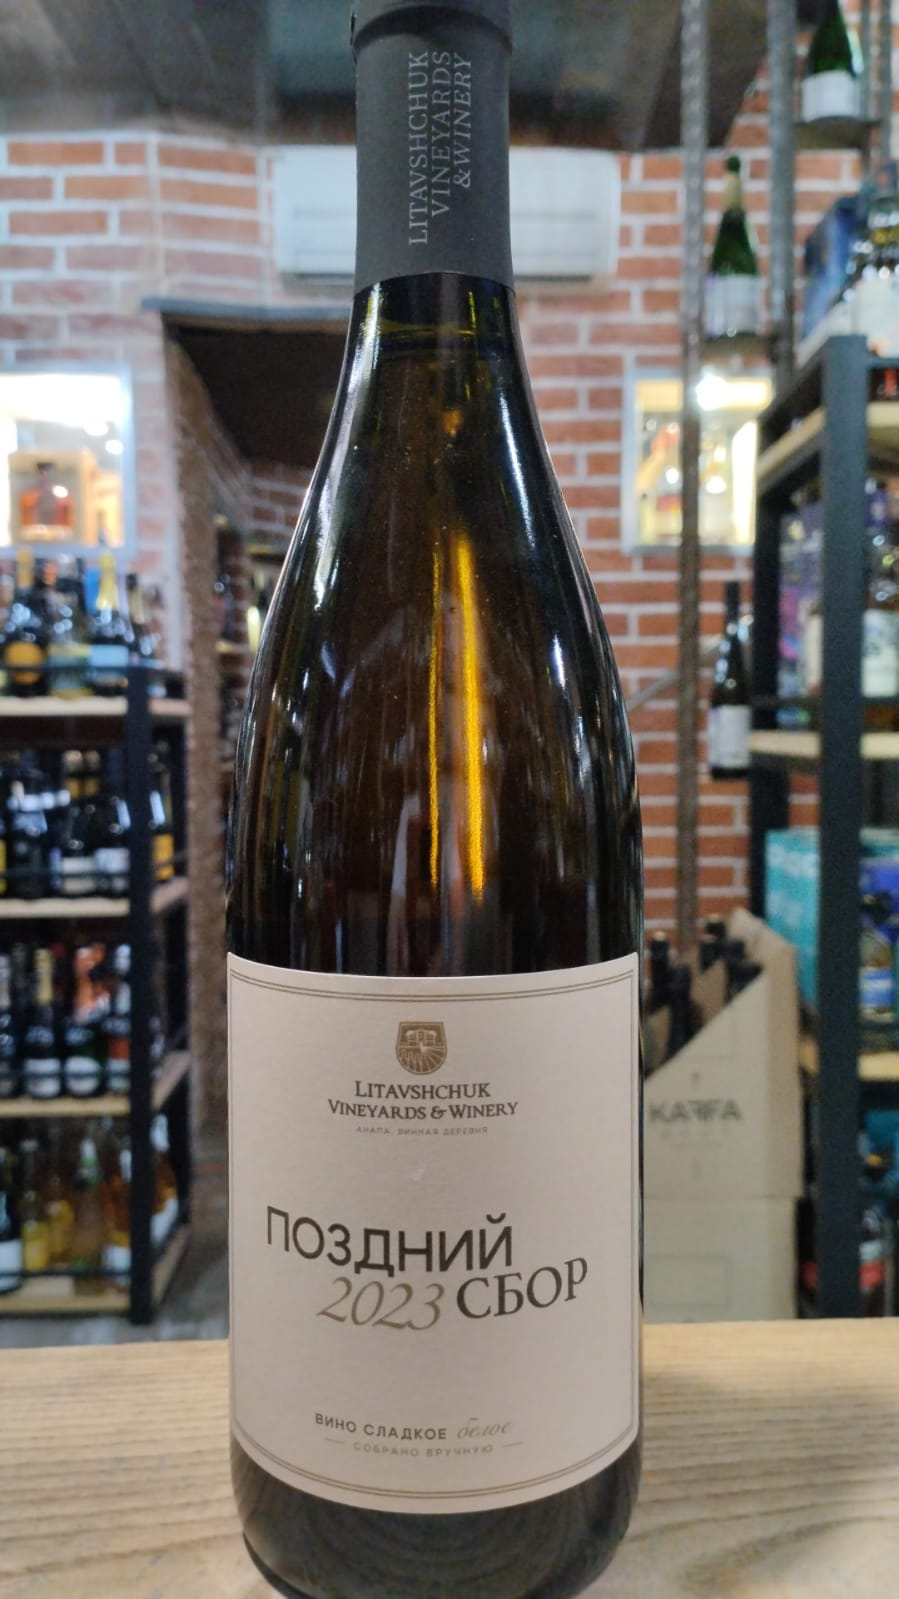 LITAVSHCHUK
VINEYARDS
& WINERY
LITAVSHCHUK
VINEYARDS & WINERY
АНАПА, ВИННАЯ ДЕРЕВНЯ
ПОЗДНИЙ
2023 СБОР
ВИНО СЛАДКОЕ белое
СОБРАНО ВРУЧНУЮ
KAFFA